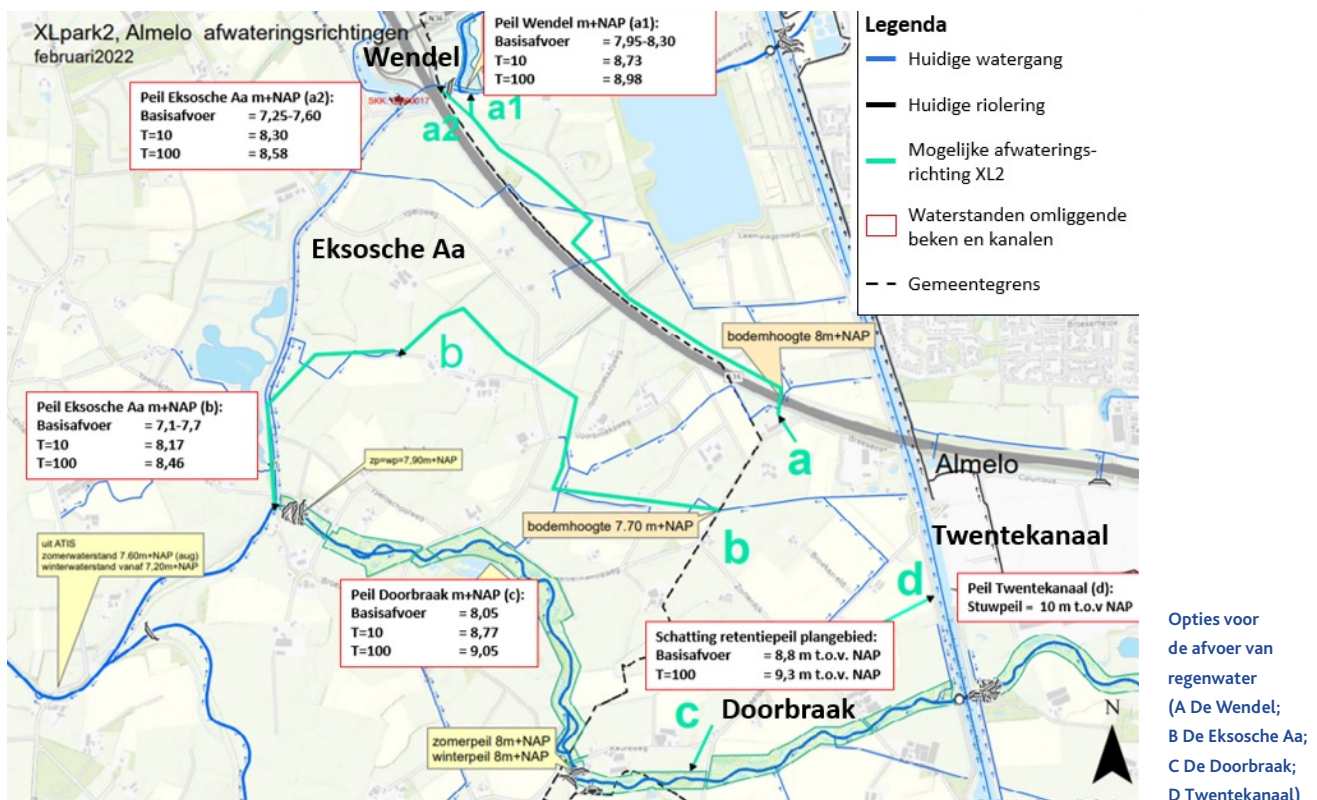 XLpark2, Almelo afwateringsrichtingen
februari2022
N36
Wendel
Peil Wendel m+NAP (a1):
Basisafvoer = 7,95-8,30
T=10 = 8,73
T=100 = 8,98
Peil Eksosche Aa m+NAP (a2):
Basisafvoer = 7,25-7,60
T=10 = 8,30
T=100 = 8,58
a1
a2
Legenda
Huidige watergang
Huidige riolering
Mogelijke afwaterings-
richting XL2
Waterstanden omliggende
beken en kanalen
Gemeentegrens
Eksosche Aa
bodemhoogte 8m+NAP
b
Peil Eksosche Aa m+NAP (b):
Basisafvoer = 7,1-7,7
T=10 = 8,17
T=100 = 8,46
zp=wp=7,90m+NAP
a
Almelo
bodemhoogte 7.70 m+NAP
b
Twentekanaal
uit ATIS
zomerwaterstand 7.60m+NAP (aug)
winterwaterstand vanaf 7,20m+NAP
d
Peil Twentekanaal (d):
Stuwpeil = 10 m t.o.v NAP
Peil Doorbraak m+NAP (c):
Basisafvoer = 8,05
T=10 = 8,77
T=100 = 9,05
Schatting retentiepeil plangebied:
Basisafvoer = 8,8 m t.o.v. NAP
T=100 = 9,3 m t.o.v. NAP
c
Doorbraak
zomerpeil 8m+NAP
winterpeil 8m+NAP
N
Opties voor
de afvoer van
regenwater
(A De Wendel;
B De Eksosche Aa;
C De Doorbraak;
D Twentekanaal)